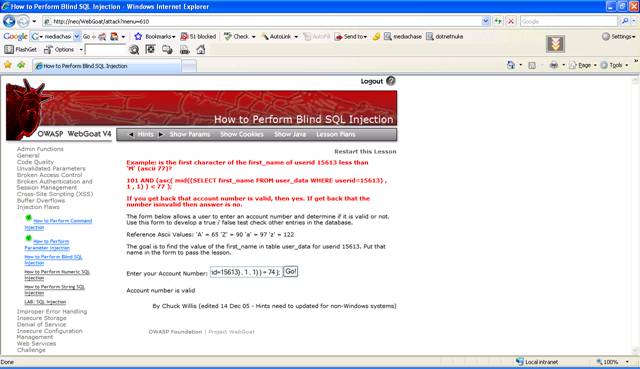 How to Perform Blind SQL Injection - Windows Internet Explorer
http://neo/WebGoat/attack?menu=610
Google
Google
mediachase
Go
Bookmarks
51 blocked
Check
AutoLink
AutoFill
Send to
mediachase
dotnetnuke
Settings
FlashGet
Options
How to Perform Blind SQL Injection
Page
Tools
Logout ?
How to Perform Blind SQL Injection
OWASP WebGoat V4
Hints
Show Params
Show Cookies
Show Java
Lesson Plans
Restart this Lesson
Admin Functions
General
Code Quality
Unvalidated Parameters
Broken Access Control
Broken Authentication and
Session Management
Cross-Site Scripting (XSS)
Buffer Overflows
Injection Flaws
How to Perform Command
Injection
How to Perform
Parameter Injection
How to Perform Blind SQL
Injection
How to Perform Numeric SQL
Injection
How to Perform String SQL
Injection
LAB: SQL Injection
Improper Error Handling
Insecure Storage
Denial of Service
Insecure Configuration
Management
Web Services
Challenge
Example: is the first character of the first_name of userid 15613 less than
'M' (ascii 77)?
101 AND (asc( mid((SELECT first_name FROM user_data WHERE userid=15613) ,
1 , 1) ) < 77 );
If you get back that account number is valid, then yes. If get back that the
number isinvalid then answer is no.
The form below allows a user to enter an account number and determine if it is valid or not.
Use this form to develop a true / false test check other entries in the database.
Reference Ascii Values: 'A' = 65 'Z' = 90 'a' = 97 'z' = 122
The goal is to find the value of the first_name in table user_data for userid 15613. Put that
name in the form to pass the lesson.
Enter your Account Number: id=15613) , 1 , 1) ) = 74 ); Go!
Account number is valid
By Chuck Willis (edited 14 Dec 05 - Hints need to updated for non-Windows systems)
OWASP Foundation | Project WebGoat
Done
Local intranet
100%